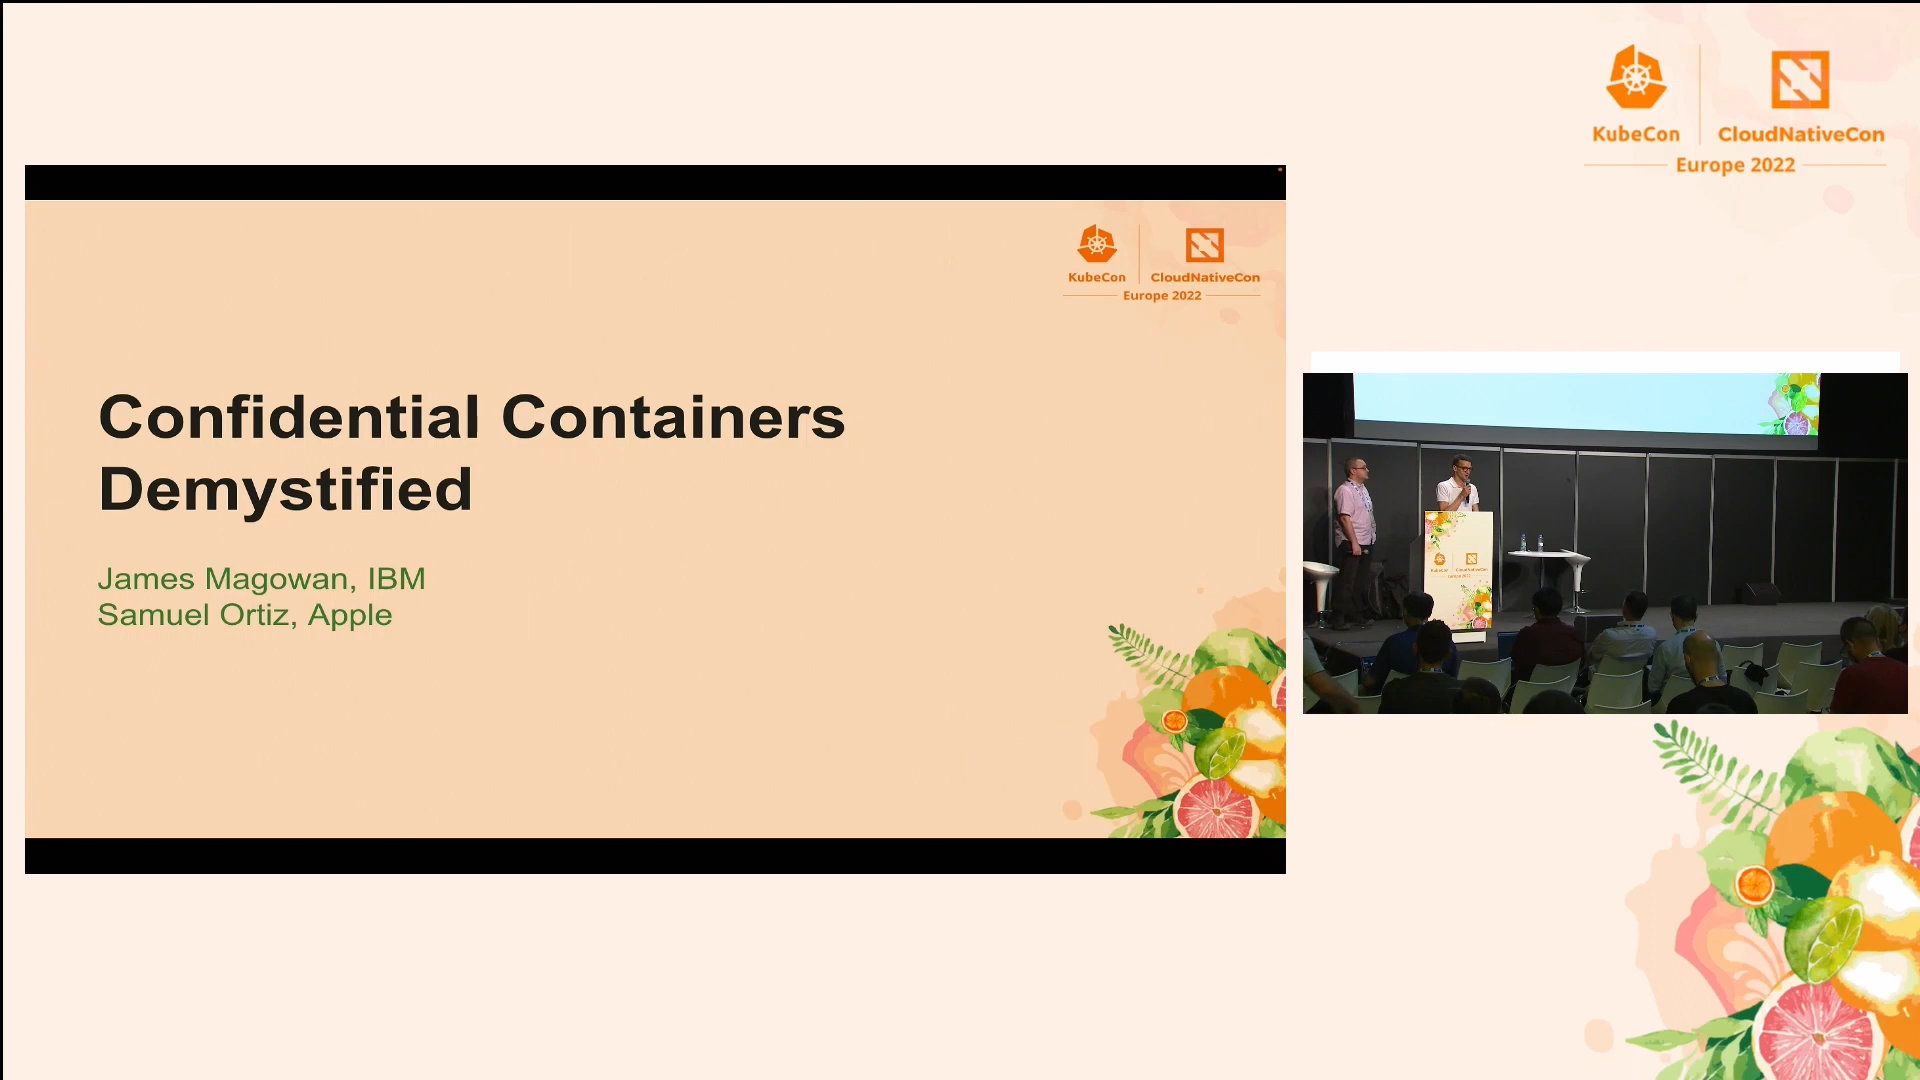 KubeCon
CloudNativeCon
Europe 2022
KubeCon
CloudNativeCon
Europe 2022
Confidential Containers
Demystified
James Magowan, IBM
Samuel Ortiz, Apple